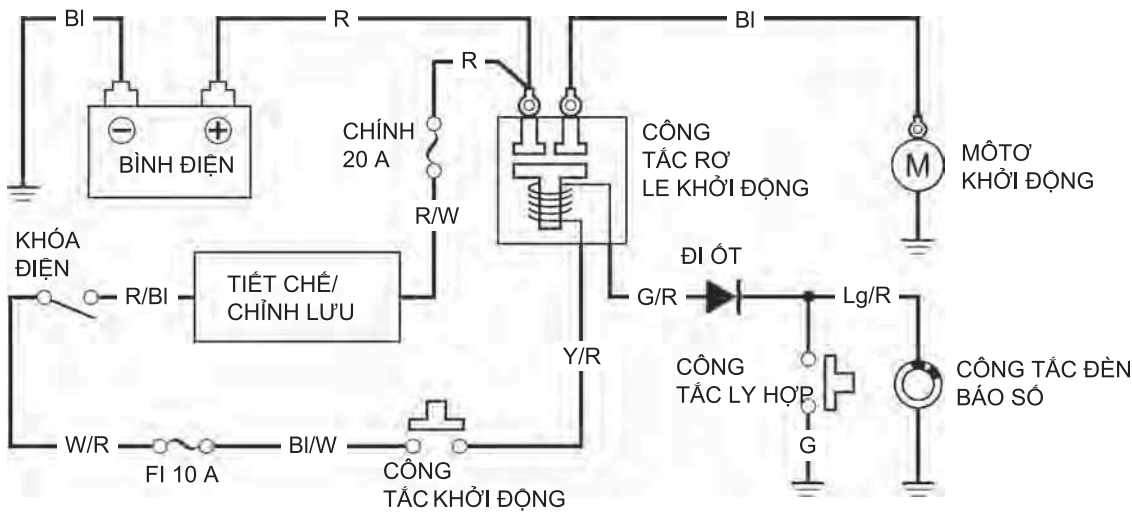 Bl
R
Bl
R
BÌNH ĐIỆN
CHÍNH
20 A
CÔNG
TẮC RƠ
LE KHỞI ĐỘNG
M
MÔTƠ
KHỞI ĐỘNG
R/W
KHÓA
ĐIỆN
R/Bl
TIẾT CHẾ/
CHỈNH LƯU
ĐI ỐT
G/R
Lg/R
Y/R
CÔNG
TẮC LY HỢP
CÔNG TẮC ĐÈN
BÁO SỐ
G
W/R
FI 10 A
Bl/W
CÔNG
TẮC KHỞI ĐỘNG